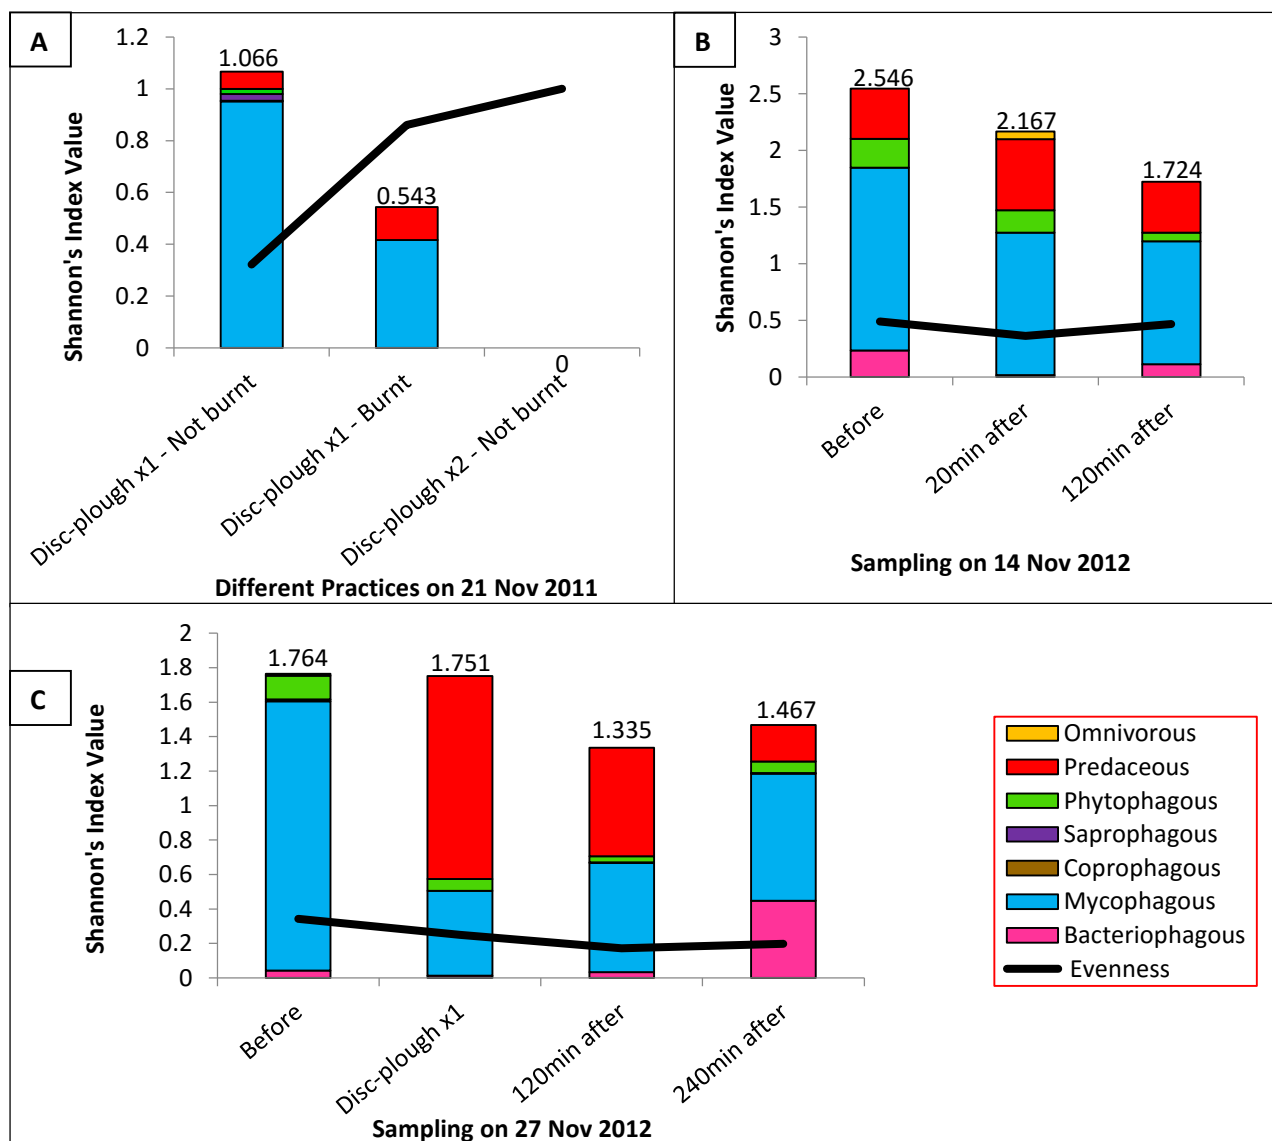 A
Shannon's Index Value
1.2
1
0.8
0.6
0.4
0.2
0
1.066
0.543
0
Disc-plough x1 - Not burnt
Disc-plough x1 - Burnt
Disc-plough x2 - Not burnt
Different Practices on 21 Nov 2011
B
Shannon's Index Value
3
2.5
2
1.5
1
0.5
0
2.546
2.167
1.724
Before
20min after
120min after
Sampling on 14 Nov 2012
C
Shannon's Index Value
2
1.8
1.6
1.4
1.2
1
0.8
0.6
0.4
0.2
0
1.764
1.751
1.335
1.467
Before
Disc-plough x1
120min after
240min after
Sampling on 27 Nov 2012
Omnivorous
Predaceous
Phytophagous
Saprophagous
Coprophagous
Mycophagous
Bacteriophagous
Evenness